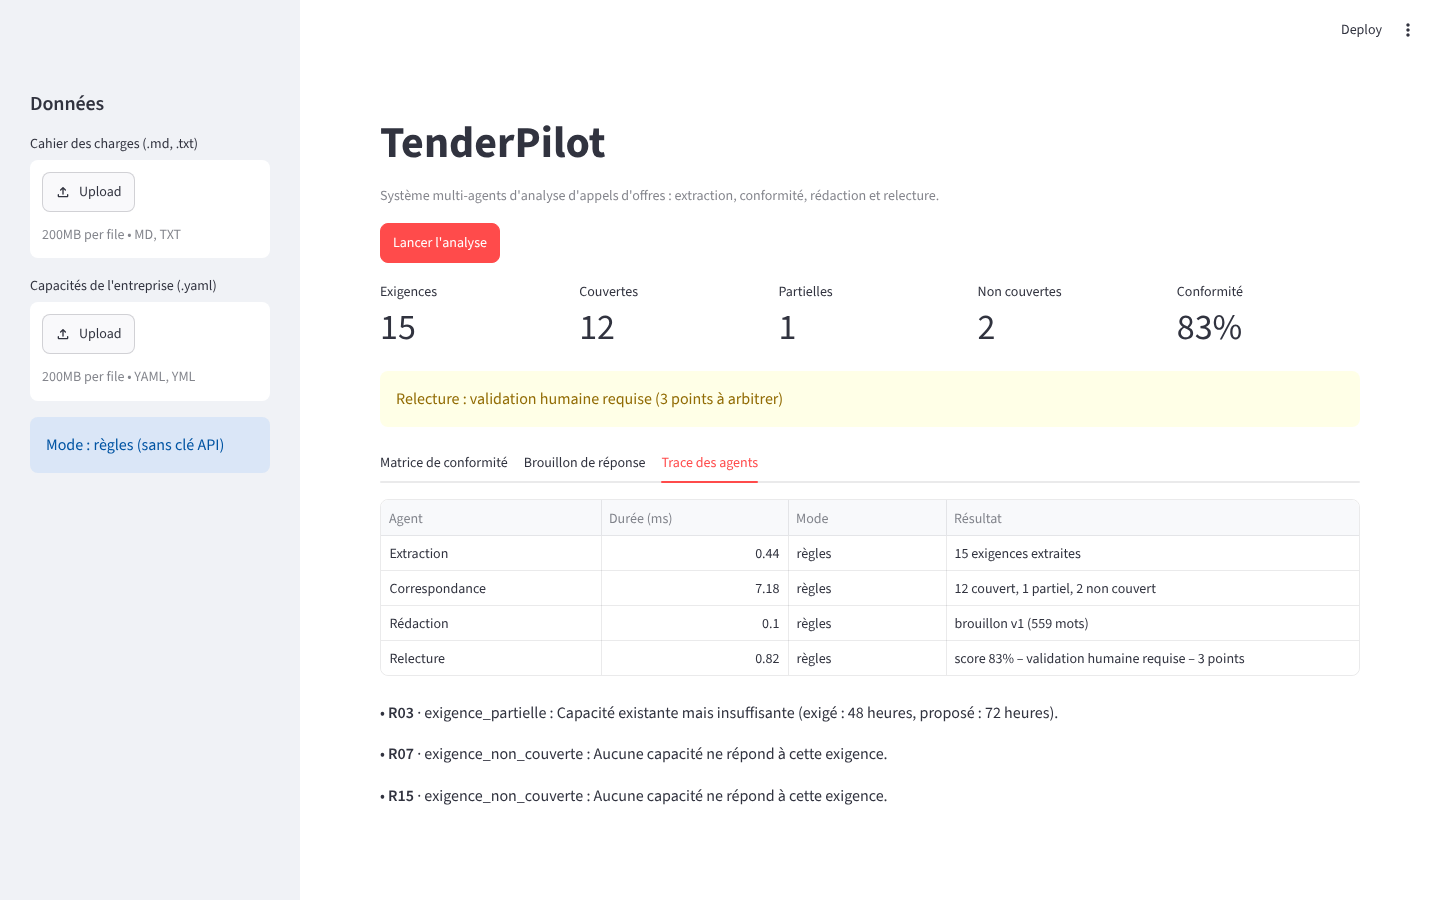 Deploy
Données
Cahier des charges (.md, .txt)
Upload
200MB per file • MD, TXT
Capacités de l'entreprise (.yaml)
Upload
200MB per file • YAML, YML
Mode : règles (sans clé API)
TenderPilot
Système multi-agents d'analyse d'appels d'offres : extraction, conformité, rédaction et relecture.
Lancer l'analyse
Exigences Couvertes Partielles Non couvertes Conformité
15 12 1 2 83%
Relecture : validation humaine requise (3 points à arbitrer)
Matrice de conformité Brouillon de réponse Trace des agents
Agent Durée (ms) Mode Résultat
Extraction 0.44 règles 15 exigences extraites
Correspondance 7.18 règles 12 couvert, 1 partiel, 2 non couvert
Rédaction 0.1 règles brouillon v1 (559 mots)
Relecture 0.82 règles score 83% – validation humaine requise – 3 points
• R03 · exigence_partielle : Capacité existante mais insuffisante (exigé : 48 heures, proposé : 72 heures).
• R07 · exigence_non_couverte : Aucune capacité ne répond à cette exigence.
• R15 · exigence_non_couverte : Aucune capacité ne répond à cette exigence.